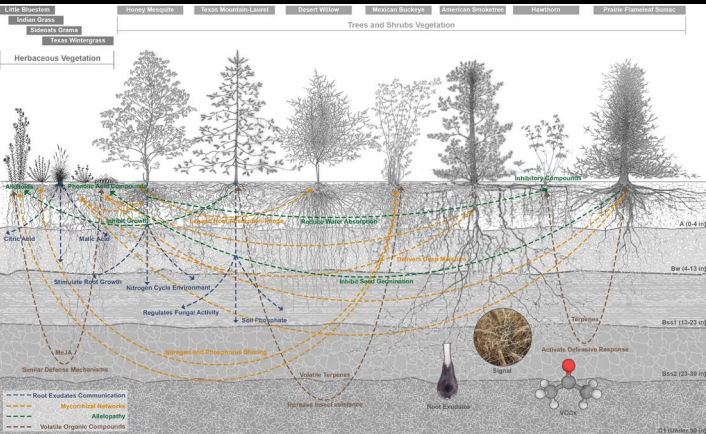 Little Bluestem
Indian Grass
Sideoats Grama
Texas Wintergrass
Honey Mesquite
Texas Mountain-Laurel
Desert Willow
Mexican Buckeye
American Smoketree
Hawthorn
Prairie Flameleaf Sumac
Trees and Shrubs Vegetation
Herbaceous Vegetation
Alkaloids
Phenolic Acid Compounds
Inhibitory Compounds
Inhibit Growth
Reduce Water Absorption
Citric Acid
Malic Acid
A (0-4 in)
Delivers Deep Moisture
Bw (4-13 in)
Stimulate Root Growth
Nitrogen Cycle Environment
Inhibit Seed Germination
Regulates Fungal Activity
Soil Phosphate
Terpenes
Bss1 (13-23 in)
MeJA
Nitrogen and Phosphorus Sharing
Activate Defensive Response
Similar Defense Mechanisms
Volatile Terpenes
Signal
Bss2 (23-30 in)
Root Exudates Communication
Mycorrhizal Networks
Allelopathy
Volatile Organic Compounds
Root Exudates
VOCs
C1 (Under 30 in)